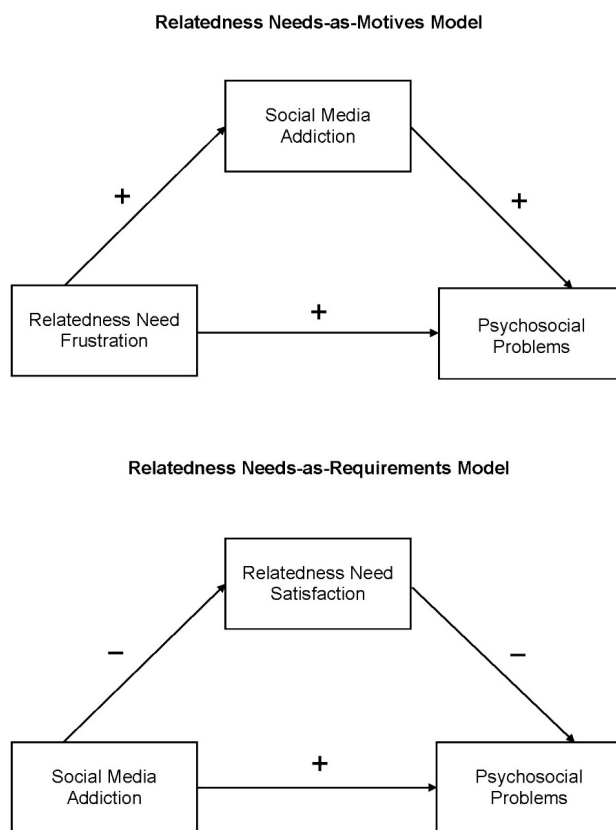 Relatedness Needs-as-Motives Model
Social Media
Addiction
+
+
Relatedness Need
Frustration
+
Psychosocial
Problems
Relatedness Needs-as-Requirements Model
Relatedness Need
Satisfaction
−
−
Social Media
Addiction
+
Psychosocial
Problems